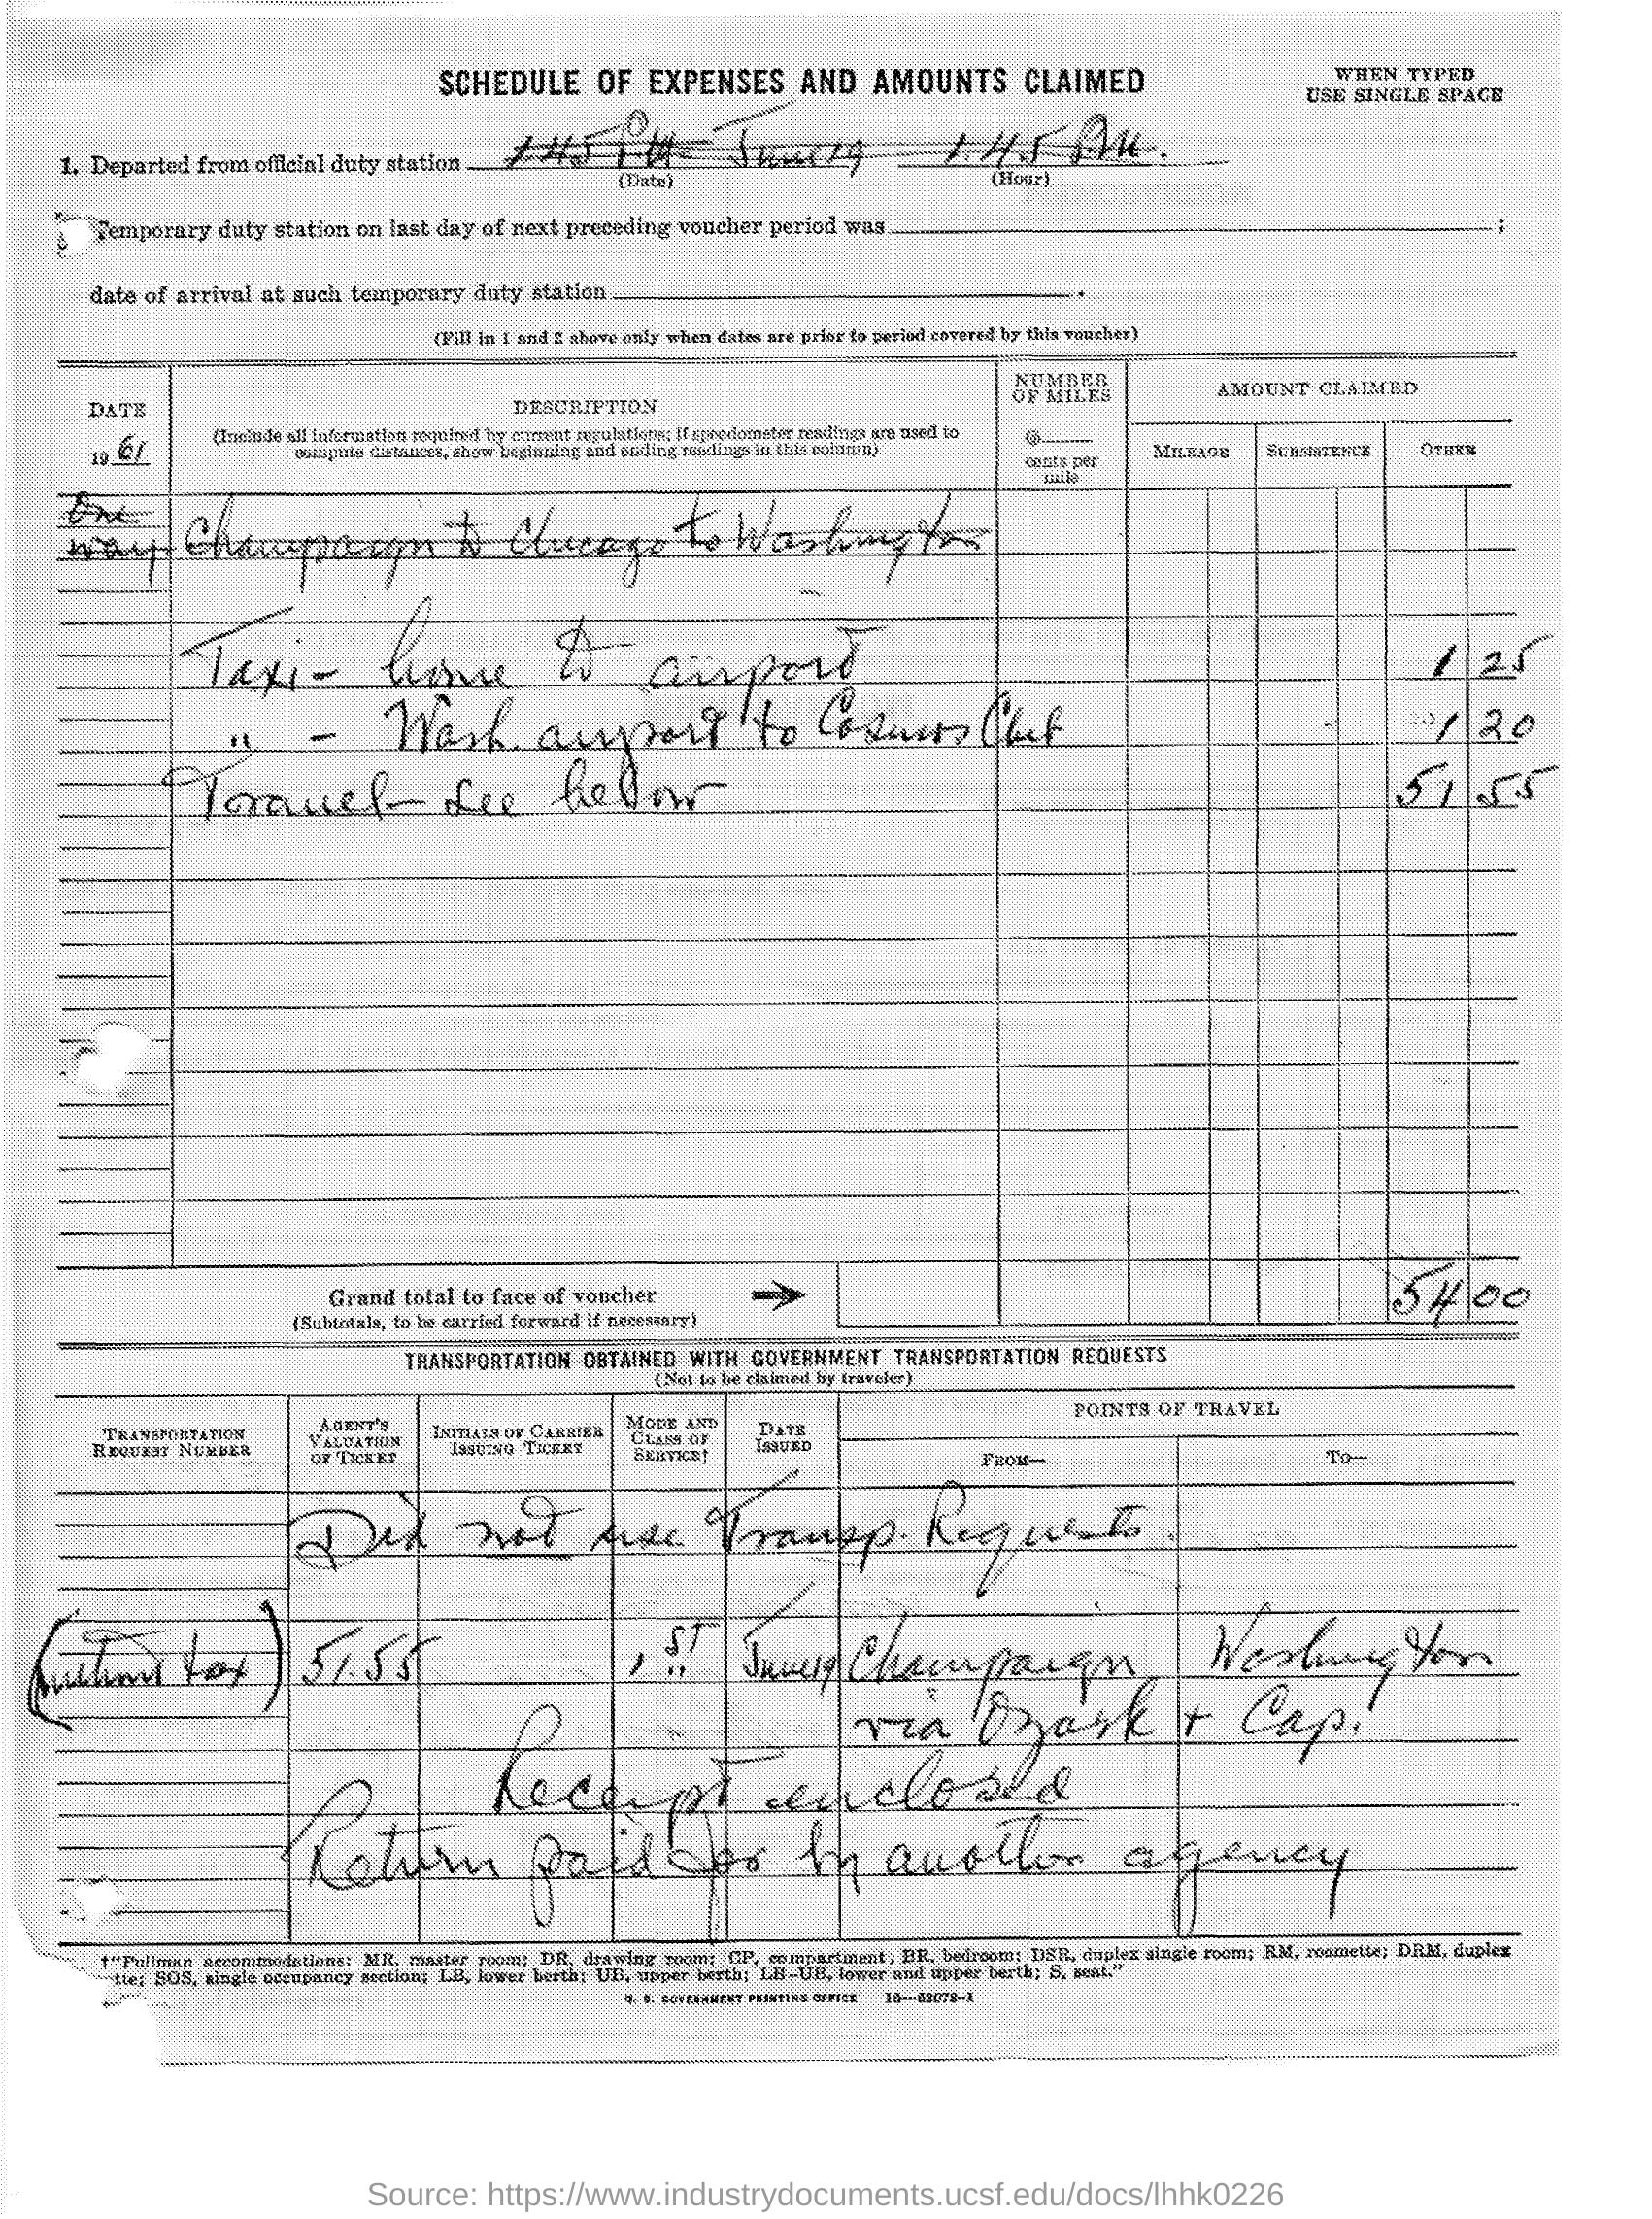 SCHEDULE OF EXPENSES AND AMOUNTS CLAIMED
WHEN TYPED
USE SINGLE SPACE
1. Departed from official duty station 1 45 PM June 19 1.45 P.M.
(Date) (Hour)
Temporary duty station on last day of next preceding voucher period was ;
date of arrival at such temporary duty station .
(Fill in 1 and 2 above only when dates are prior to period covered by this voucher)
DATE
19 61
DESCRIPTION
(Include all information required by current regulations; if speedometer readings are used to
compute distances, show beginning and ending readings in this column)
NUMBER
OF MILES
@
cents per
mile
AMOUNT CLAIMED
MILEAGE SUBSISTENCE OTHER
One
way Champaign to Chicago to Washington
Taxi - home to airport 1 25
" - Wash. airport to Cosmos Club 1 20
Travel - see below 51 55
Grand total to face of voucher 54 00
(Subtotals, to be carried forward if necessary)
TRANSPORTATION OBTAINED WITH GOVERNMENT TRANSPORTATION REQUESTS
(Not to be claimed by traveler)
TRANSPORTATION
REQUEST NUMBER
AGENT'S
VALUATION
OF TICKET
INITIALS OF CARRIER
ISSUING TICKET
MODE AND
CLASS OF
SERVICE†
DATE
ISSUED
POINTS OF TRAVEL
FROM— TO—
Did not use Transp. Requests.
tax) 51.55 1 ST June 19 Champaign Washington
via Ozark + Cap.
Receipt enclosed
Return paid for by another agency
†"Pullman accommodations: MR, master room; DR, drawing room; CP, compartment, BR, bedroom; DSR, duplex single room; RM, roomette; DRM, duplex
tte; SOS, single occupancy section; LB, lower berth; UB, upper berth; LB-UB, lower and upper berth; S, seat."
U. S. GOVERNMENT PRINTING OFFICE
Source: https://www.industrydocuments.ucsf.edu/docs/lhhk0226